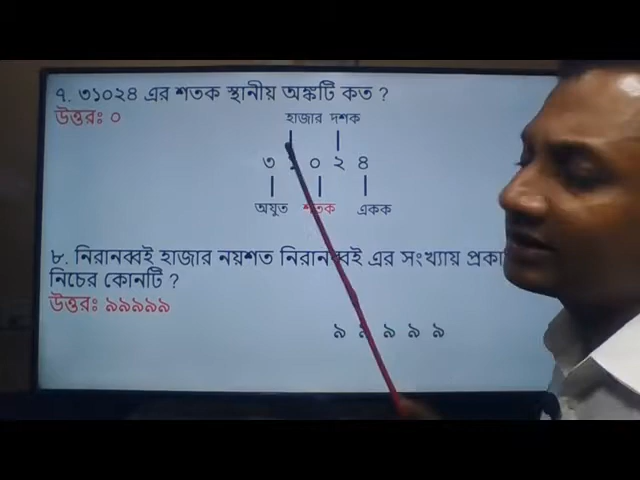 ৭. ৩১০২৪ এর শতক স্থানীয় অঙ্কটি কত ?
উত্তরঃ ০
হাজার দশক
৩ ১ ০ ২ ৪
অযুত শতক একক
৮. নিরানব্বই হাজার নয়শত নিরানব্বই এর সংখ্যায়
নিচের কোনটি ?
উত্তরঃ ৯৯৯৯৯
৯ ৯ ৯ ৯ ৯